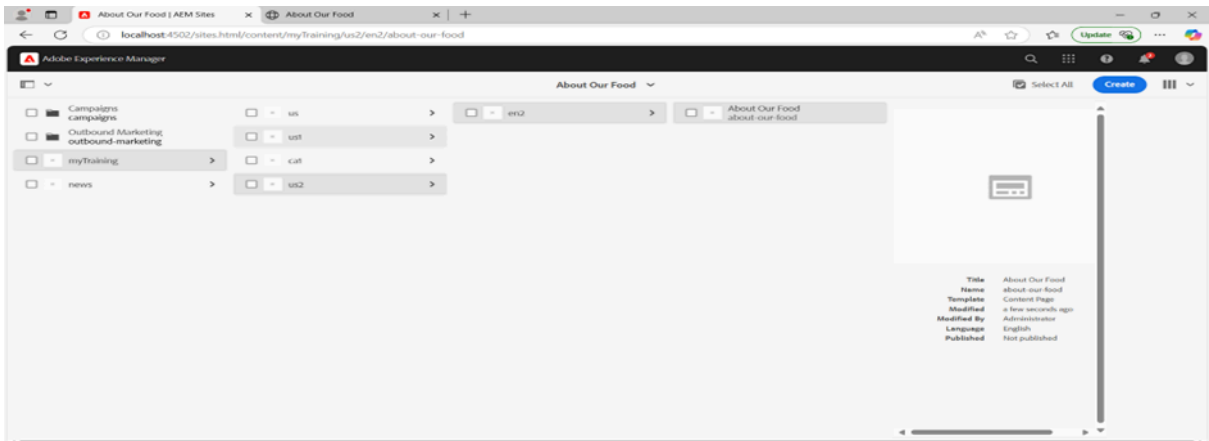 About Our Food | AEM Sites
About Our Food
localhost:4502/sites.html/content/myTraining/us2/en2/about-our-food
Update
Adobe Experience Manager
About Our Food
Select All
Create
Campaigns
campaigns
Outbound Marketing
outbound-marketing
myTraining
news
us
ust
cat
us2
en2
About Our Food
about-our-food
Title About Our Food
Name about-our-food
Template Content Page
Modified a few seconds ago
Modified By Administrator
Language English
Published Not published